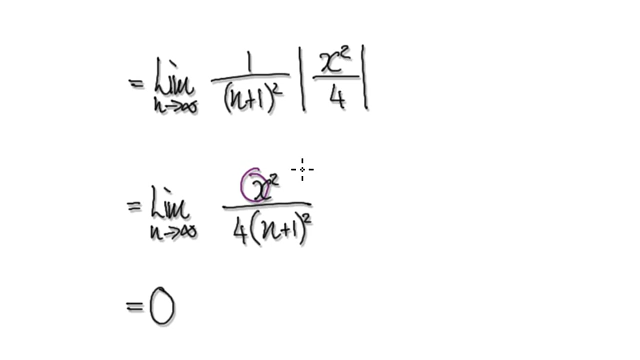 = lim n→∞ 1/(n+1)² |x²/4|
= lim n→∞ x²/4(n+1)²
= 0